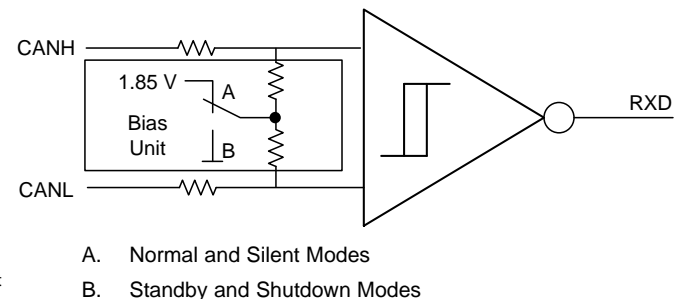 CANH
1.85 V
A
Bias
Unit
B
RXD
CANL
A. Normal and Silent Modes
B. Standby and Shutdown Modes